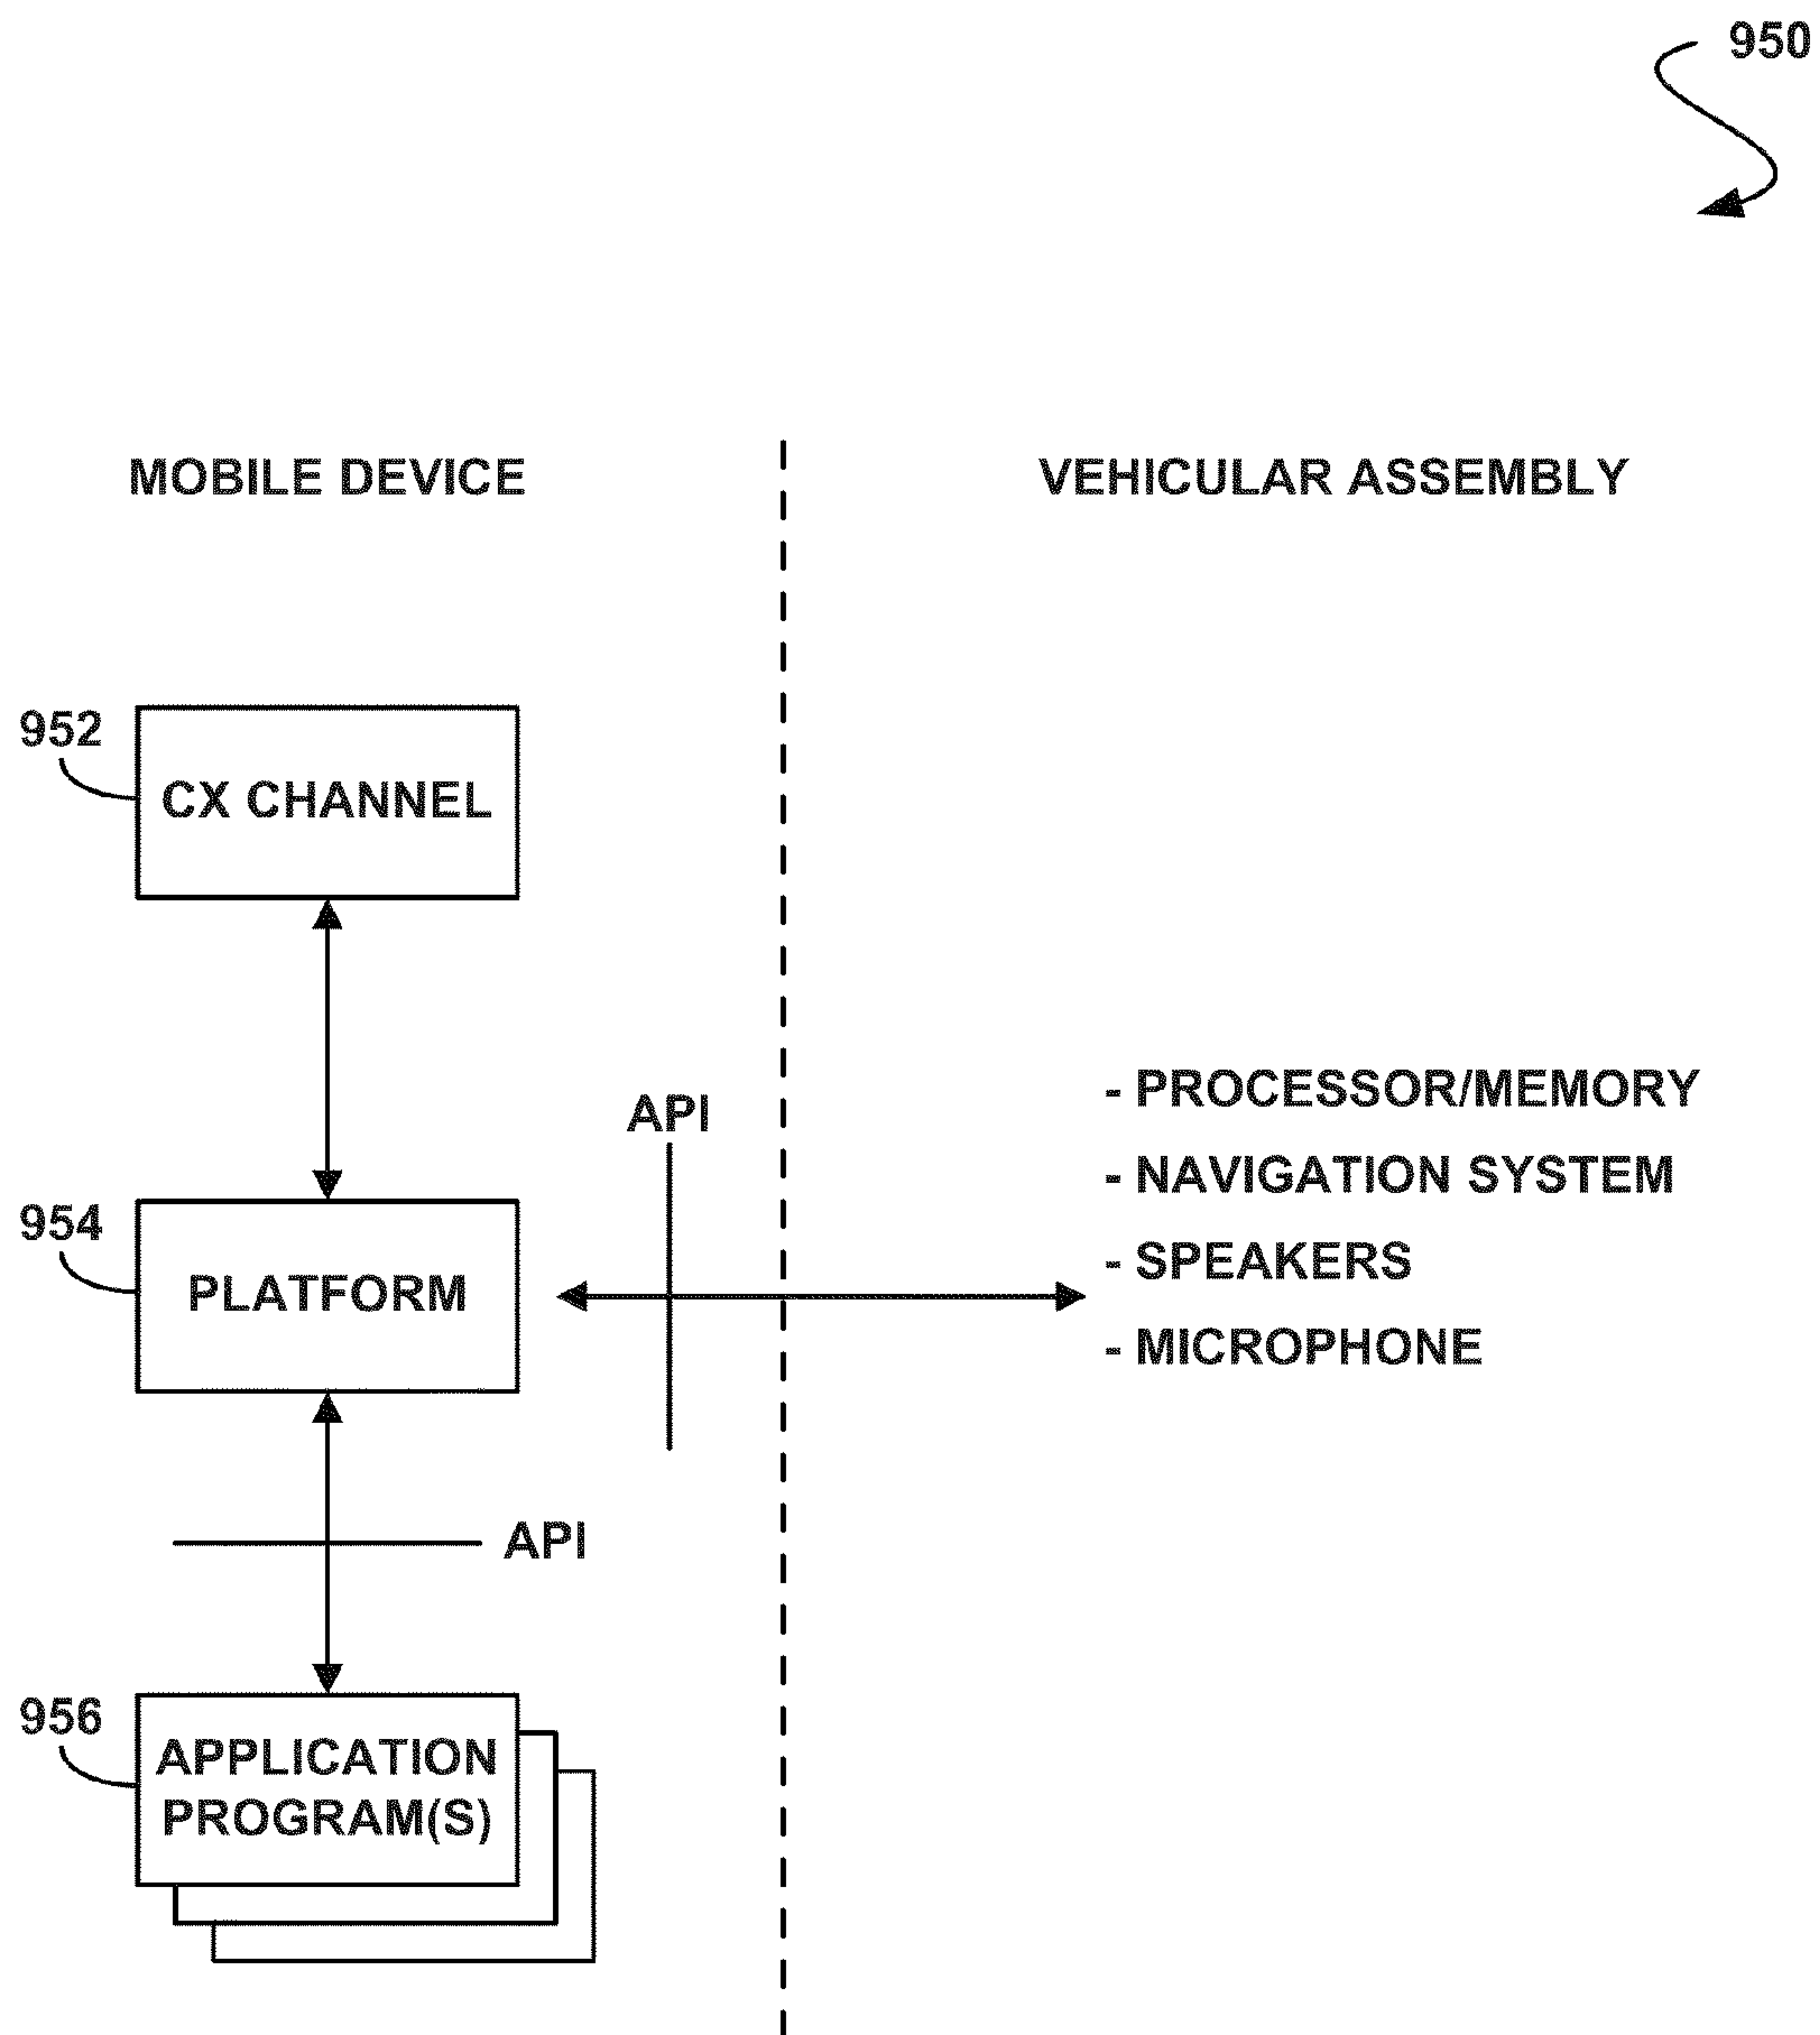 950
MOBILE DEVICE
VEHICULAR ASSEMBLY
952
CX CHANNEL
API
- PROCESSOR/MEMORY
- NAVIGATION SYSTEM
- SPEAKERS
- MICROPHONE
954
PLATFORM
API
956
APPLICATION
PROGRAM(S)